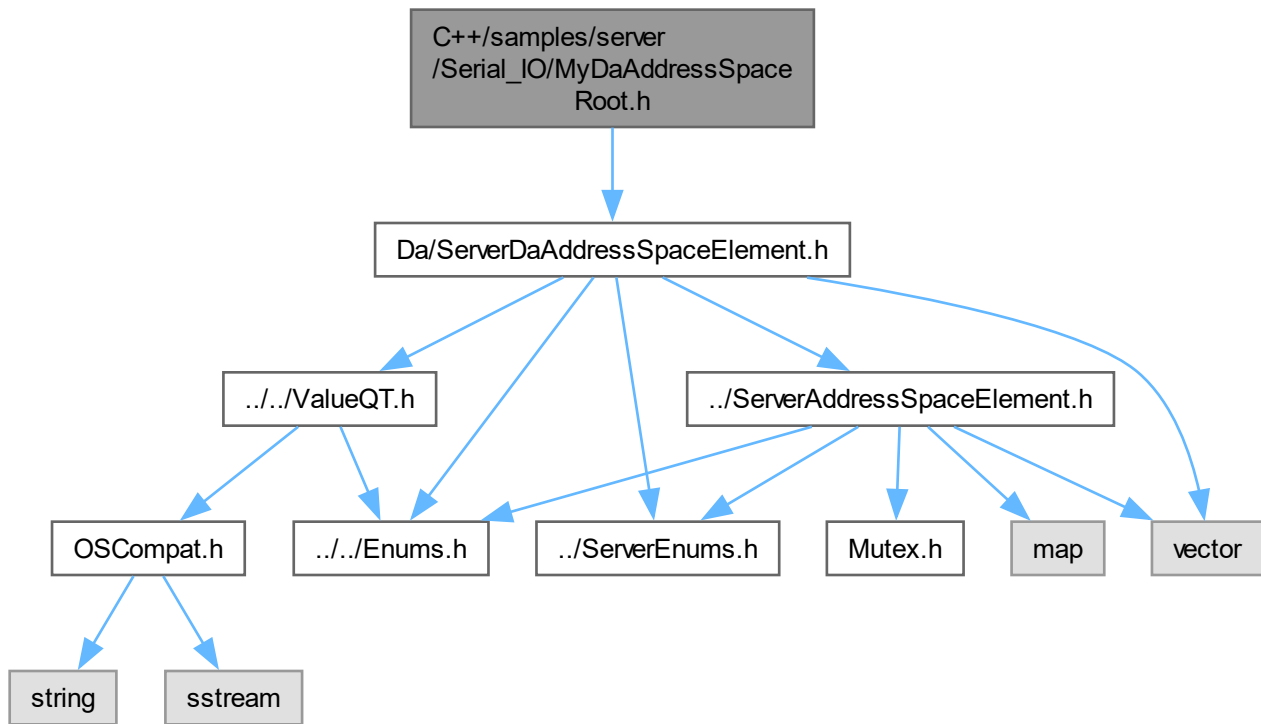 C++/samples/server
/Serial_IO/MyDaAddressSpace
Root.h
Da/ServerDaAddressSpaceElement.h
../../ValueQT.h
../ServerAddressSpaceElement.h
OSCompat.h
../../Enums.h
../ServerEnums.h
Mutex.h
map
vector
string
sstream